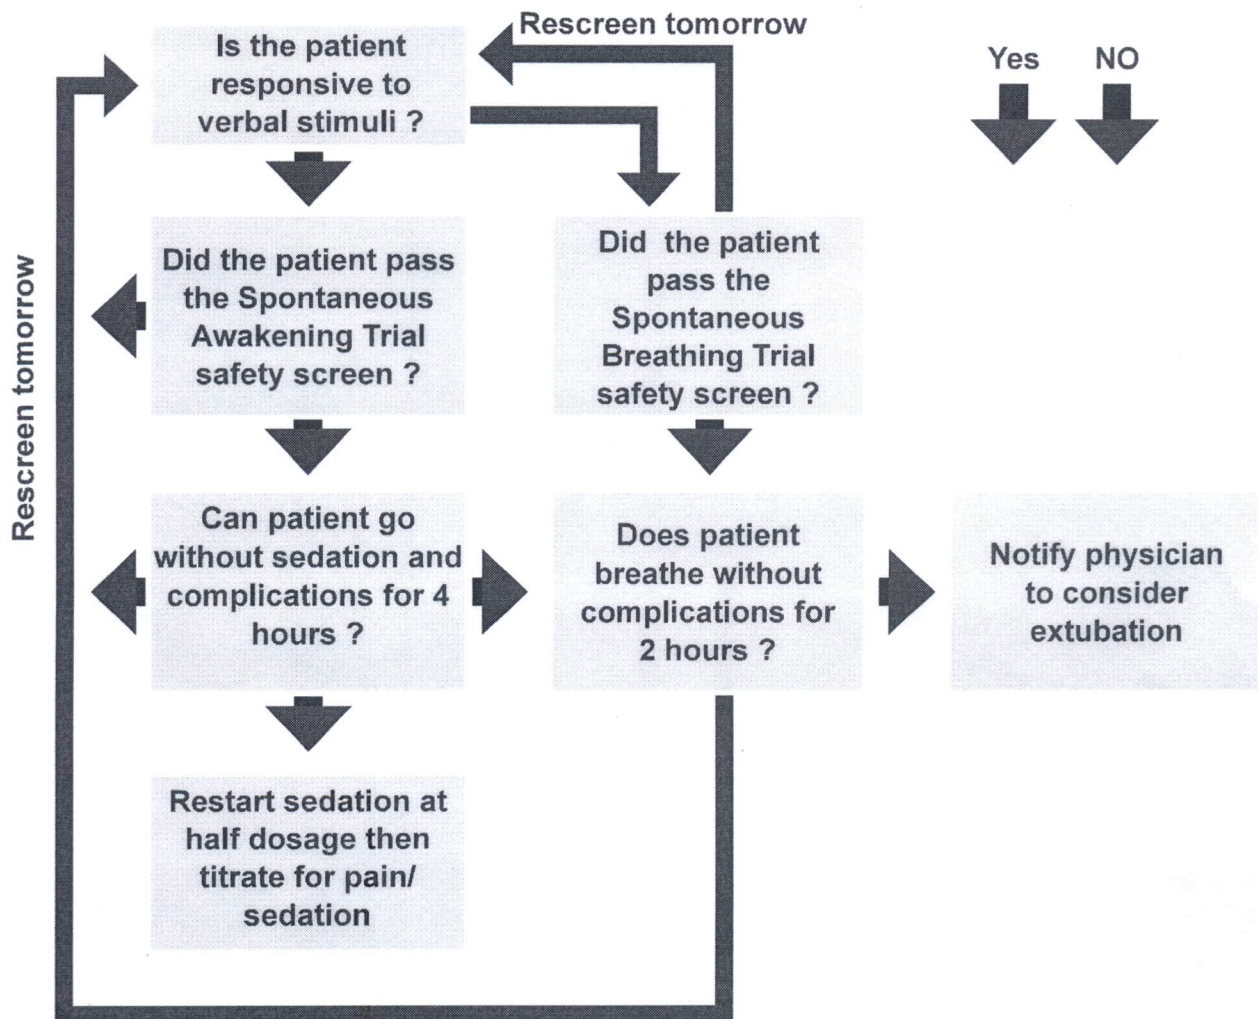 Rescreen tomorrow
Is the patient
responsive to
verbal stimuli ?
Yes NO
Rescreen tomorrow
Did the patient pass
the Spontaneous
Awakening Trial
safety screen ?
Did the patient
pass the
Spontaneous
Breathing Trial
safety screen ?
Can patient go
without sedation and
complications for 4
hours ?
Does patient
breathe without
complications for
2 hours ?
Notify physician
to consider
extubation
Restart sedation at
half dosage then
titrate for pain/
sedation